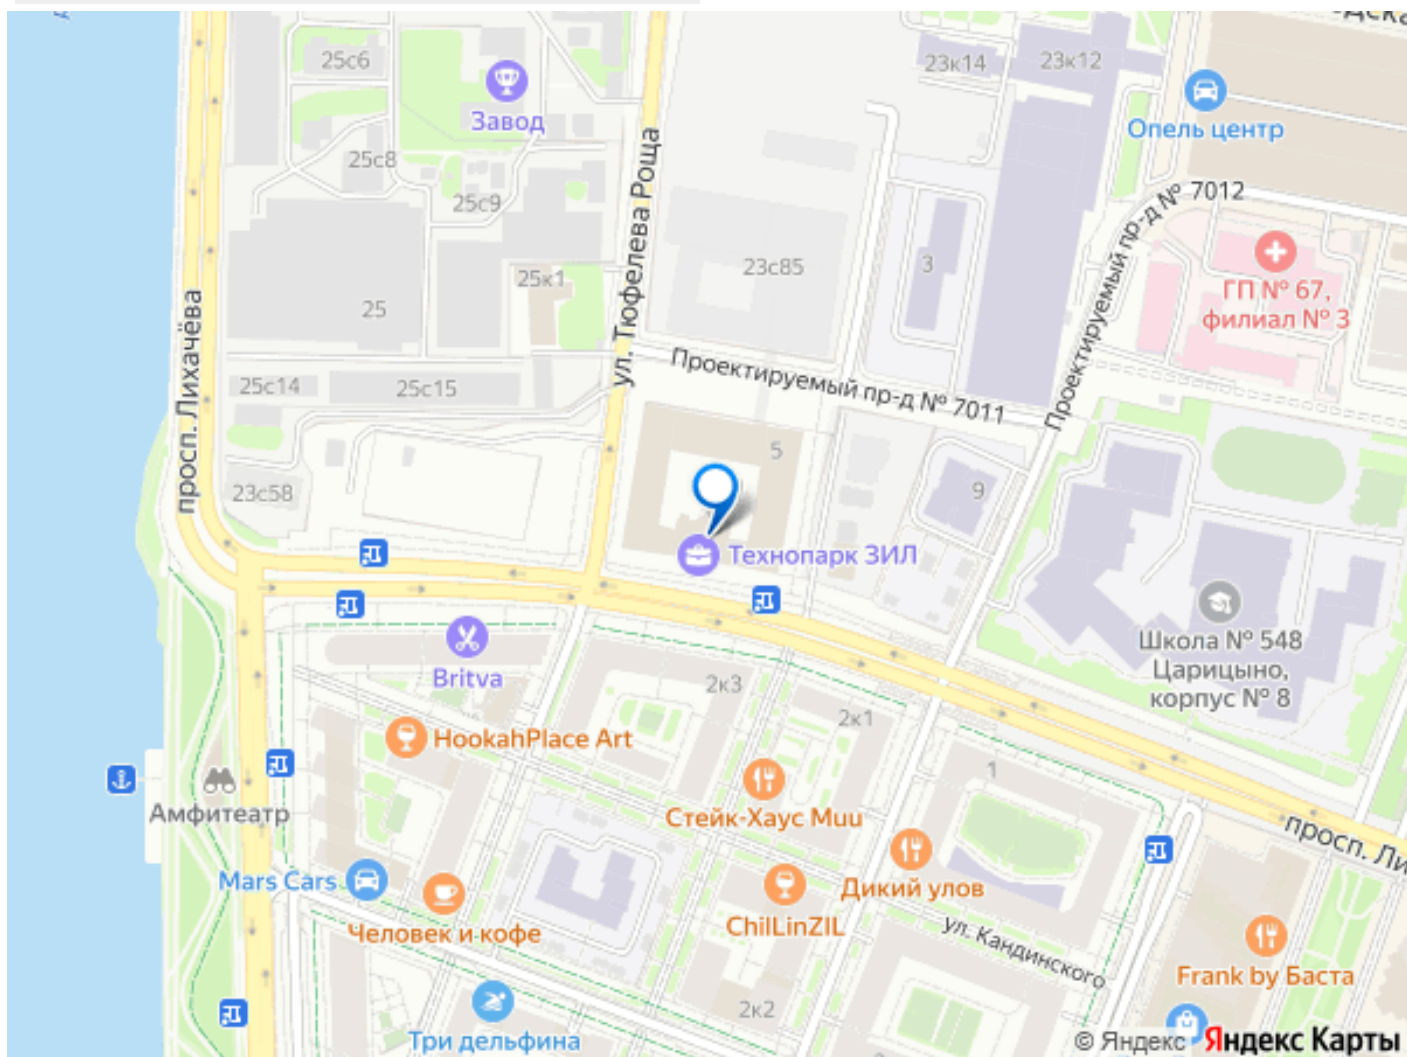 25с6
Завод
23к14
23к12
Опель центр
25с8
25с9
ул. Тюфелева Роща
Проектируемый пр-д № 7012
25к1
23с85
3
ГП № 67,
филиал № 3
25
просп. Лихачёва
25с14
25с15
Проектируемый пр-д № 7011
5
23с58
9
Технопарк ЗИЛ
Школа № 548
Царицыно,
корпус № 8
Britva
2к3
2к1
HookahPlace Art
1
Амфитеатр
Стейк-Хаус Muu
просп. Ли
Mars Cars
Дикий улов
Человек и кофе
ChilLinZIL
ул. Кандинского
Frank by Баста
2к2
Три дельфина
© Яндекс Яндекс Карты